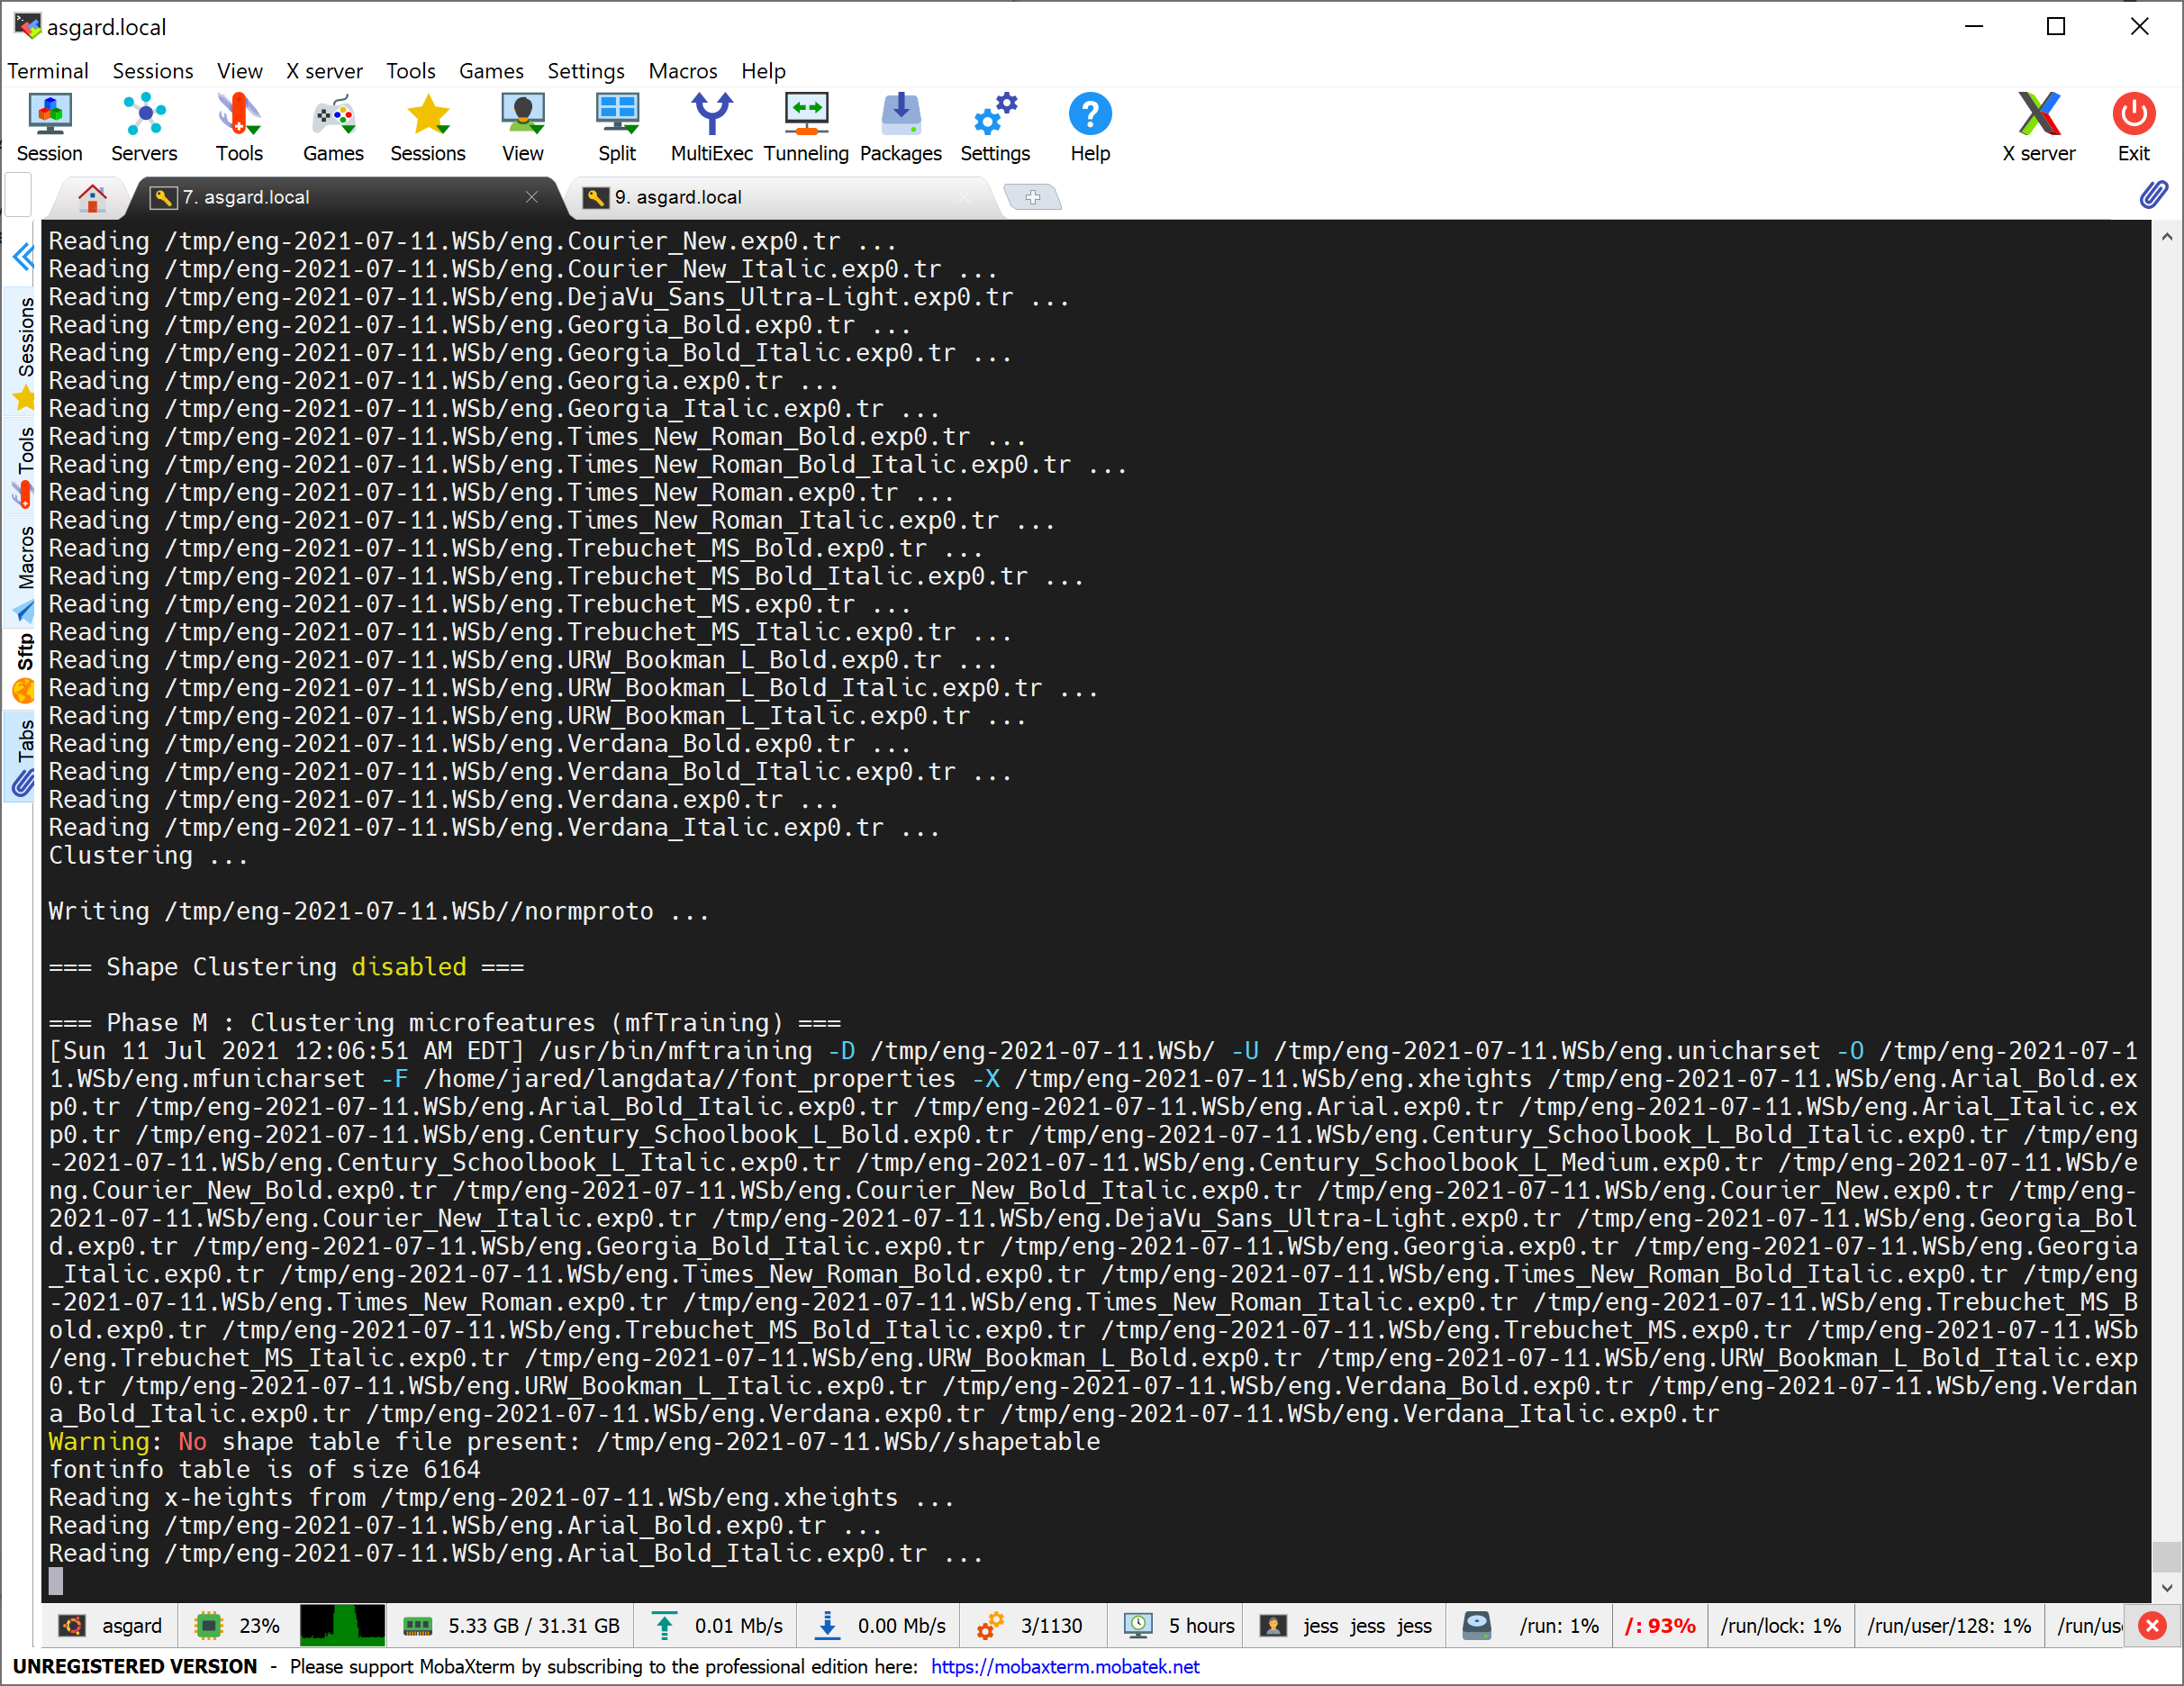 asgard.local
Terminal Sessions View X server Tools Games Settings Macros Help
Session Servers Tools Games Sessions View Split MultiExec Tunneling Packages Settings Help X server Exit
7. asgard.local 9. asgard.local
Sessions
Tools
Macros
Sftp
Tabs
Reading /tmp/eng-2021-07-11.WSb/eng.Courier_New.exp0.tr ...
Reading /tmp/eng-2021-07-11.WSb/eng.Courier_New_Italic.exp0.tr ...
Reading /tmp/eng-2021-07-11.WSb/eng.DejaVu_Sans_Ultra-Light.exp0.tr ...
Reading /tmp/eng-2021-07-11.WSb/eng.Georgia_Bold.exp0.tr ...
Reading /tmp/eng-2021-07-11.WSb/eng.Georgia_Bold_Italic.exp0.tr ...
Reading /tmp/eng-2021-07-11.WSb/eng.Georgia.exp0.tr ...
Reading /tmp/eng-2021-07-11.WSb/eng.Georgia_Italic.exp0.tr ...
Reading /tmp/eng-2021-07-11.WSb/eng.Times_New_Roman_Bold.exp0.tr ...
Reading /tmp/eng-2021-07-11.WSb/eng.Times_New_Roman_Bold_Italic.exp0.tr ...
Reading /tmp/eng-2021-07-11.WSb/eng.Times_New_Roman.exp0.tr ...
Reading /tmp/eng-2021-07-11.WSb/eng.Times_New_Roman_Italic.exp0.tr ...
Reading /tmp/eng-2021-07-11.WSb/eng.Trebuchet_MS_Bold.exp0.tr ...
Reading /tmp/eng-2021-07-11.WSb/eng.Trebuchet_MS_Bold_Italic.exp0.tr ...
Reading /tmp/eng-2021-07-11.WSb/eng.Trebuchet_MS.exp0.tr ...
Reading /tmp/eng-2021-07-11.WSb/eng.Trebuchet_MS_Italic.exp0.tr ...
Reading /tmp/eng-2021-07-11.WSb/eng.URW_Bookman_L_Bold.exp0.tr ...
Reading /tmp/eng-2021-07-11.WSb/eng.URW_Bookman_L_Bold_Italic.exp0.tr ...
Reading /tmp/eng-2021-07-11.WSb/eng.URW_Bookman_L_Italic.exp0.tr ...
Reading /tmp/eng-2021-07-11.WSb/eng.Verdana_Bold.exp0.tr ...
Reading /tmp/eng-2021-07-11.WSb/eng.Verdana_Bold_Italic.exp0.tr ...
Reading /tmp/eng-2021-07-11.WSb/eng.Verdana.exp0.tr ...
Reading /tmp/eng-2021-07-11.WSb/eng.Verdana_Italic.exp0.tr ...
Clustering ...
Writing /tmp/eng-2021-07-11.WSb//normproto ...
=== Shape Clustering disabled ===
=== Phase M : Clustering microfeatures (mfTraining) ===
[Sun 11 Jul 2021 12:06:51 AM EDT] /usr/bin/mftraining -D /tmp/eng-2021-07-11.WSb/ -U /tmp/eng-2021-07-11.WSb/eng.unicharset -O /tmp/eng-2021-07-1
1.WSb/eng.mfunicharset -F /home/jared/langdata//font_properties -X /tmp/eng-2021-07-11.WSb/eng.xheights /tmp/eng-2021-07-11.WSb/eng.Arial_Bold.ex
p0.tr /tmp/eng-2021-07-11.WSb/eng.Arial_Bold_Italic.exp0.tr /tmp/eng-2021-07-11.WSb/eng.Arial.exp0.tr /tmp/eng-2021-07-11.WSb/eng.Arial_Italic.ex
p0.tr /tmp/eng-2021-07-11.WSb/eng.Century_Schoolbook_L_Bold.exp0.tr /tmp/eng-2021-07-11.WSb/eng.Century_Schoolbook_L_Bold_Italic.exp0.tr /tmp/eng
-2021-07-11.WSb/eng.Century_Schoolbook_L_Italic.exp0.tr /tmp/eng-2021-07-11.WSb/eng.Century_Schoolbook_L_Medium.exp0.tr /tmp/eng-2021-07-11.WSb/e
ng.Courier_New_Bold.exp0.tr /tmp/eng-2021-07-11.WSb/eng.Courier_New_Bold_Italic.exp0.tr /tmp/eng-2021-07-11.WSb/eng.Courier_New.exp0.tr /tmp/eng-
2021-07-11.WSb/eng.Courier_New_Italic.exp0.tr /tmp/eng-2021-07-11.WSb/eng.DejaVu_Sans_Ultra-Light.exp0.tr /tmp/eng-2021-07-11.WSb/eng.Georgia_Bol
d.exp0.tr /tmp/eng-2021-07-11.WSb/eng.Georgia_Bold_Italic.exp0.tr /tmp/eng-2021-07-11.WSb/eng.Georgia.exp0.tr /tmp/eng-2021-07-11.WSb/eng.Georgia
_Italic.exp0.tr /tmp/eng-2021-07-11.WSb/eng.Times_New_Roman_Bold.exp0.tr /tmp/eng-2021-07-11.WSb/eng.Times_New_Roman_Bold_Italic.exp0.tr /tmp/eng
-2021-07-11.WSb/eng.Times_New_Roman.exp0.tr /tmp/eng-2021-07-11.WSb/eng.Times_New_Roman_Italic.exp0.tr /tmp/eng-2021-07-11.WSb/eng.Trebuchet_MS_B
old.exp0.tr /tmp/eng-2021-07-11.WSb/eng.Trebuchet_MS_Bold_Italic.exp0.tr /tmp/eng-2021-07-11.WSb/eng.Trebuchet_MS.exp0.tr /tmp/eng-2021-07-11.WSb
/eng.Trebuchet_MS_Italic.exp0.tr /tmp/eng-2021-07-11.WSb/eng.URW_Bookman_L_Bold.exp0.tr /tmp/eng-2021-07-11.WSb/eng.URW_Bookman_L_Bold_Italic.exp
0.tr /tmp/eng-2021-07-11.WSb/eng.URW_Bookman_L_Italic.exp0.tr /tmp/eng-2021-07-11.WSb/eng.Verdana_Bold.exp0.tr /tmp/eng-2021-07-11.WSb/eng.Verdan
a_Bold_Italic.exp0.tr /tmp/eng-2021-07-11.WSb/eng.Verdana.exp0.tr /tmp/eng-2021-07-11.WSb/eng.Verdana_Italic.exp0.tr
Warning: No shape table file present: /tmp/eng-2021-07-11.WSb//shapetable
fontinfo table is of size 6164
Reading x-heights from /tmp/eng-2021-07-11.WSb/eng.xheights ...
Reading /tmp/eng-2021-07-11.WSb/eng.Arial_Bold.exp0.tr ...
Reading /tmp/eng-2021-07-11.WSb/eng.Arial_Bold_Italic.exp0.tr ...
asgard 23% 5.33 GB / 31.31 GB 0.01 Mb/s 0.00 Mb/s 3/1130 5 hours jess jess jess /run: 1% /: 93% /run/lock: 1% /run/user/128: 1% /run/us
UNREGISTERED VERSION - Please support MobaXterm by subscribing to the professional edition here: https://mobaxterm.mobatek.net